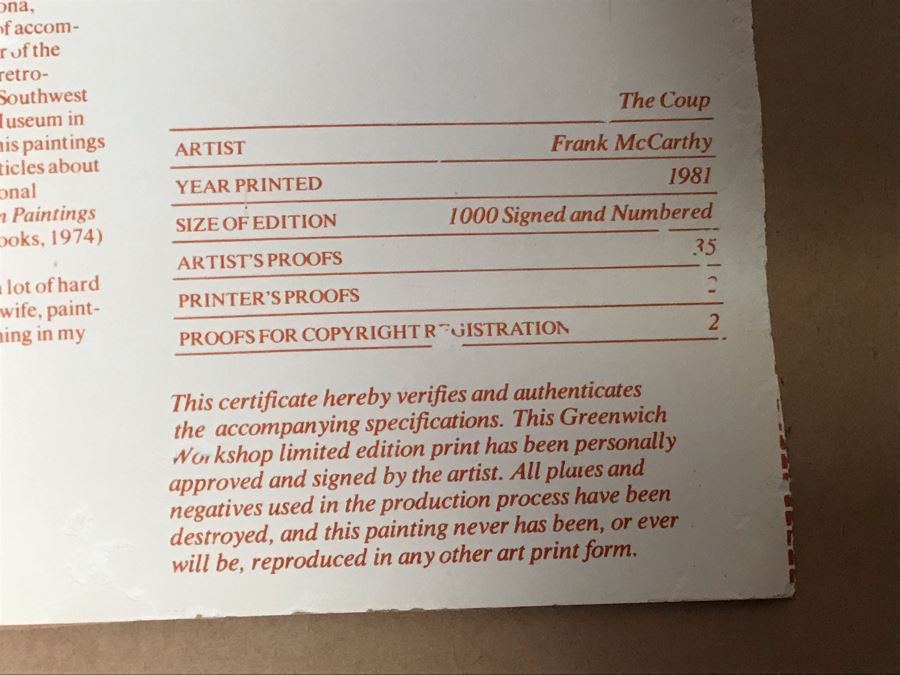 ona,
of accom-
r of the
retro-
Southwest
Museum in
his paintings
ticles about
onal
n Paintings
ooks, 1974)
a lot of hard
wife, paint-
ning in my
The Coup
ARTIST Frank McCarthy
YEAR PRINTED 1981
SIZE OF EDITION 1000 Signed and Numbered
ARTIST'S PROOFS 35
PRINTER'S PROOFS
PROOFS FOR COPYRIGHT REGISTRATION 2
This certificate hereby verifies and authenticates
the accompanying specifications. This Greenwich
Workshop limited edition print has been personally
approved and signed by the artist. All plates and
negatives used in the production process have been
destroyed, and this painting never has been, or ever
will be, reproduced in any other art print form.